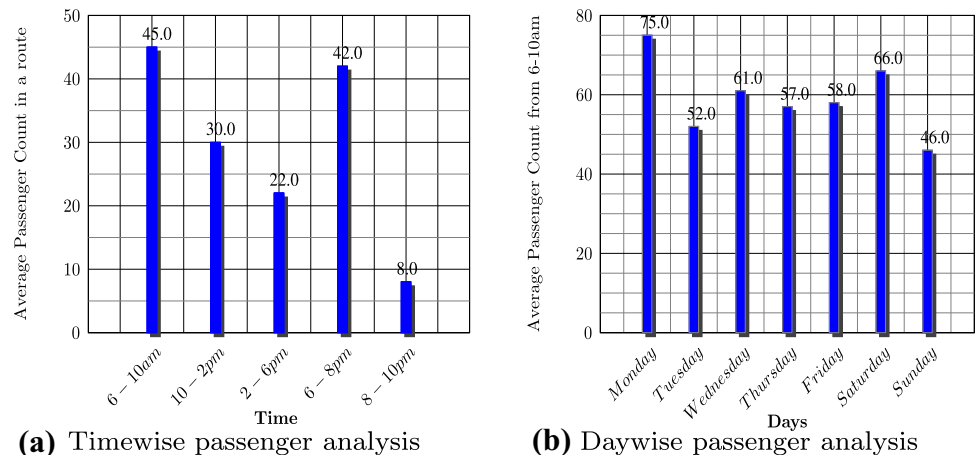 Average Passenger Count in a route
50
40
30
20
10
0
45.0
30.0
22.0
42.0
8.0
6 − 10am
10 − 2pm
2 − 6pm
6 − 8pm
8 − 10pm
Time
(a) Timewise passenger analysis
Average Passenger Count from 6-10am
80
60
40
20
0
75.0
52.0
61.0
57.0
58.0
66.0
46.0
Monday
Tuesday
Wednesday
Thursday
Friday
Saturday
Sunday
Days
(b) Daywise passenger analysis